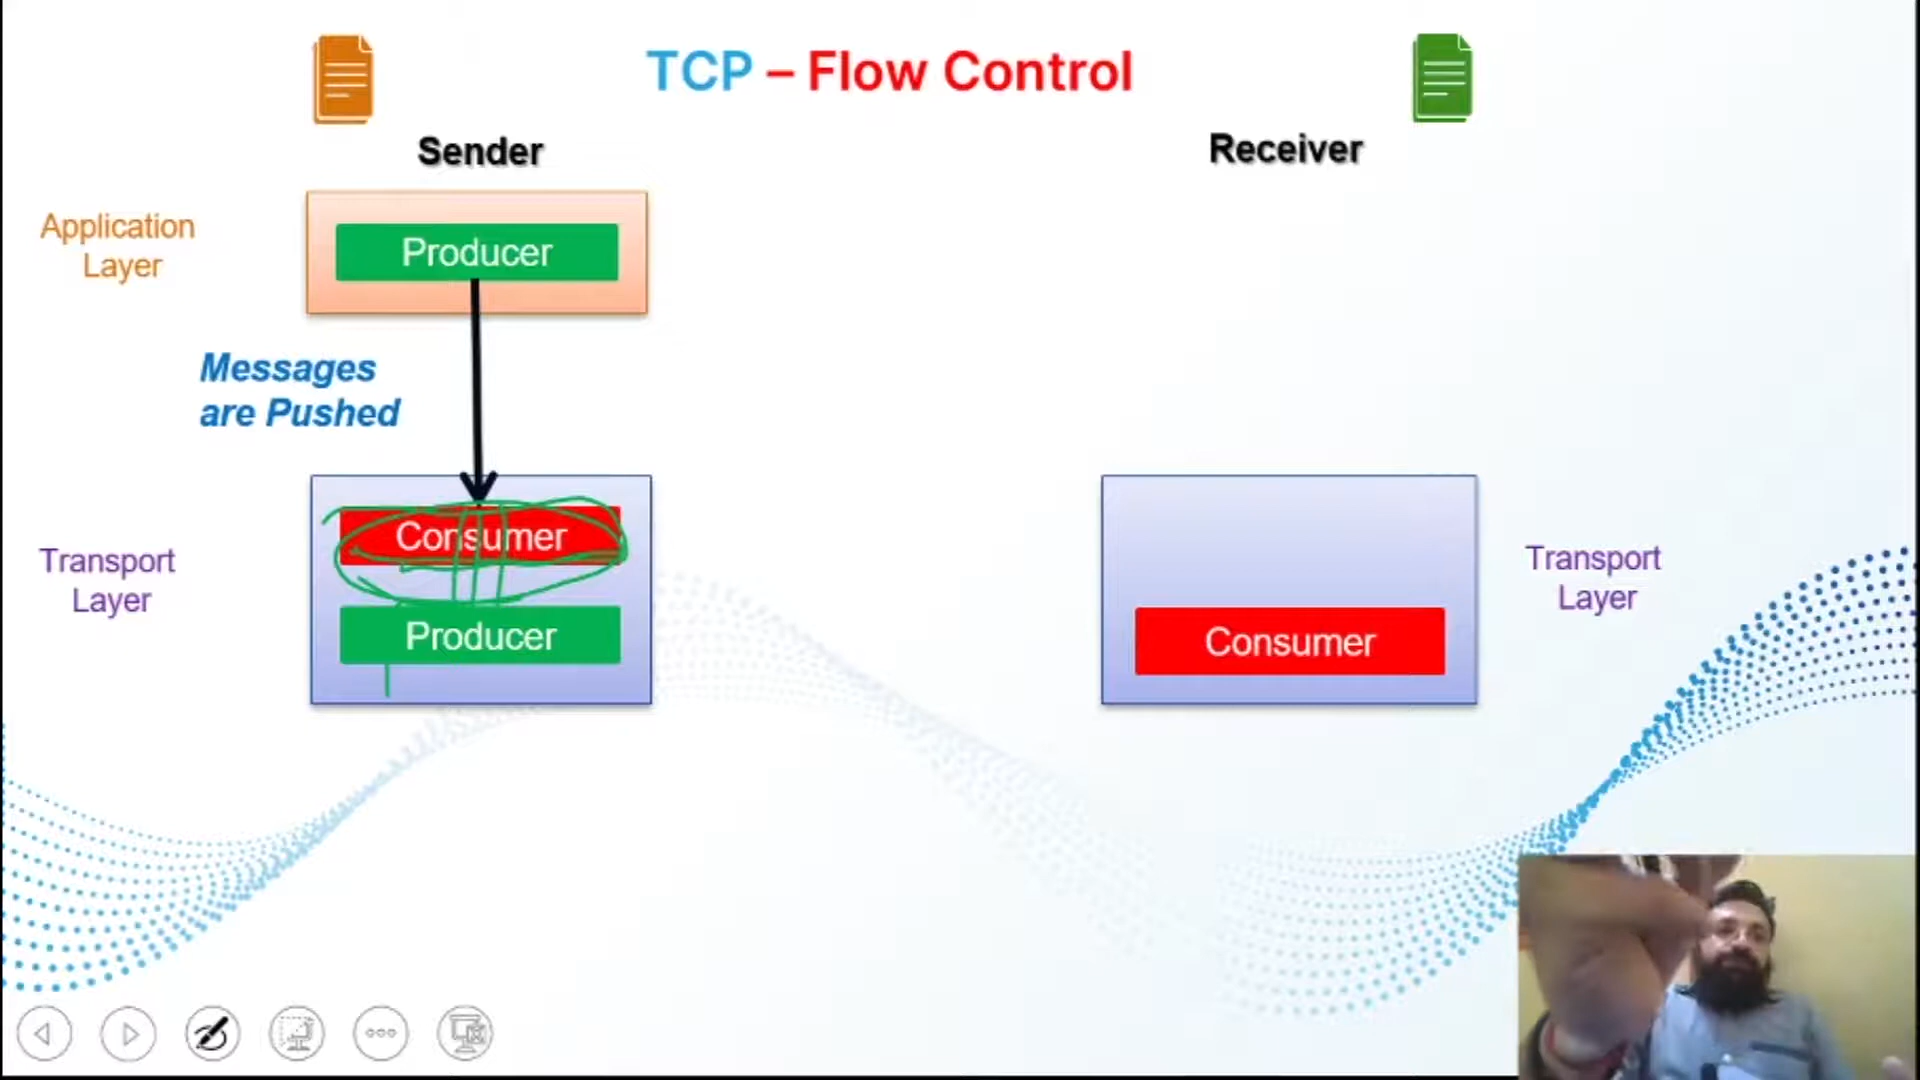 TCP – Flow Control
Sender
Receiver
Application
Layer
Producer
Messages
are Pushed
Transport
Layer
Consumer
Producer
Consumer
Transport
Layer